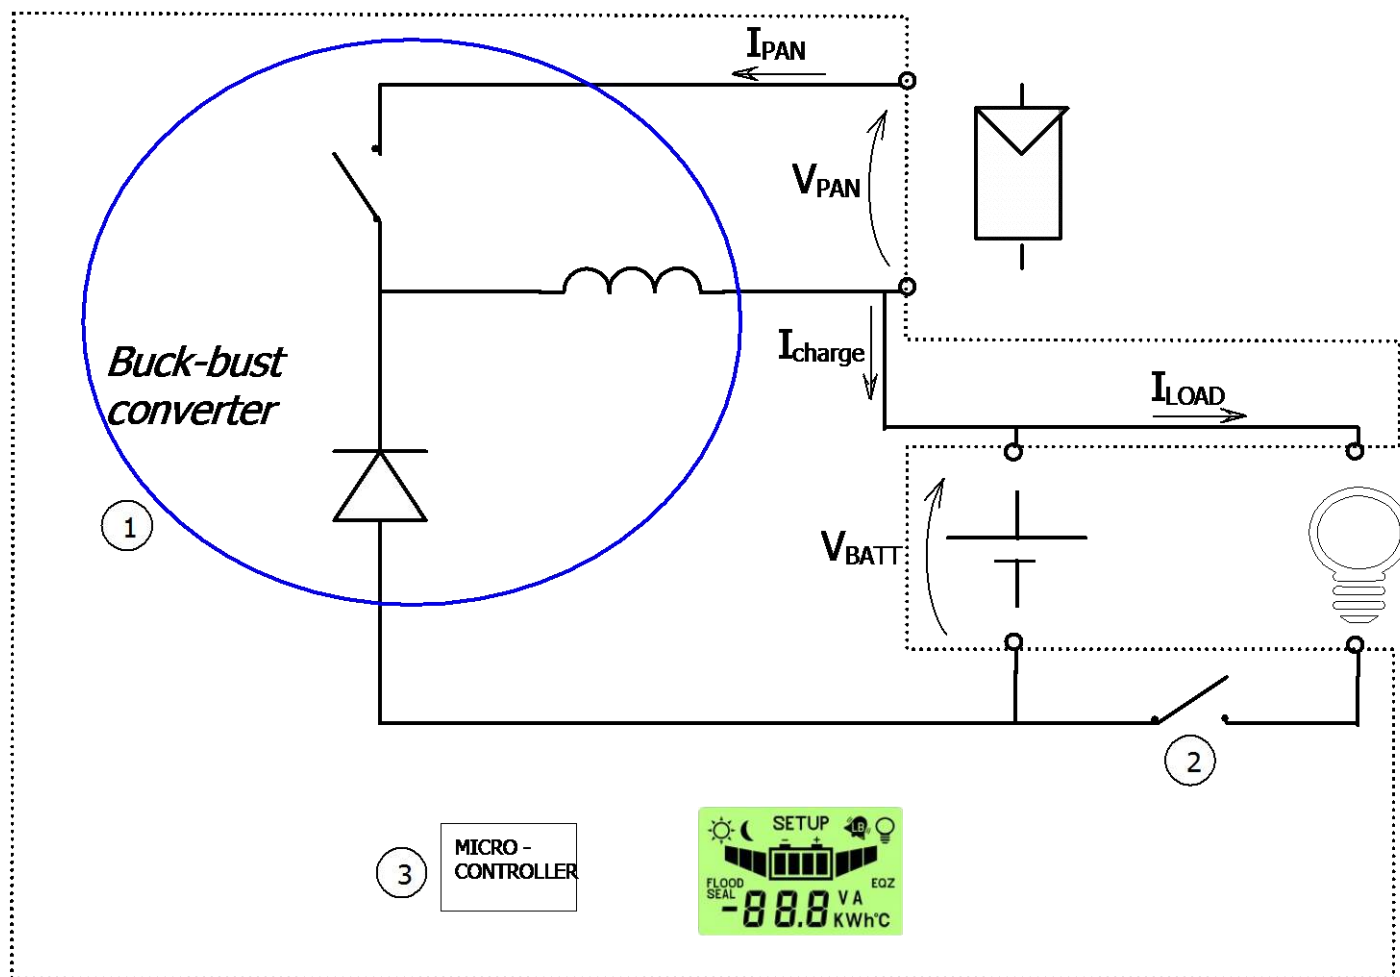 IPAN
VPAN
Icharge
Buck-bust
converter
ILOAD
1
VBATT
2
3
MICRO -
CONTROLLER
SETUP
LB
- +
FLOOD
SEAL
EQZ
-88.8
V A
KWh°C